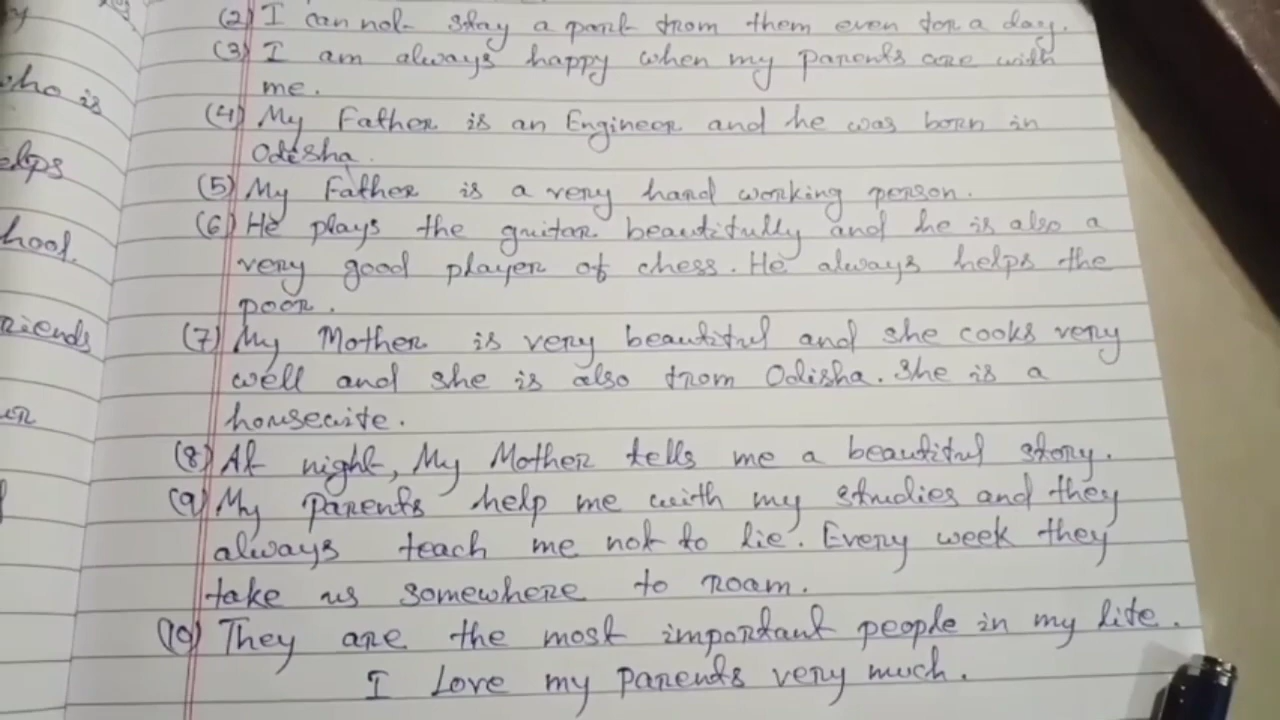 (2) I can not stay a part from them even for a day.
(3) I am always happy when my parents are with
me.
(4) My Father is an Engineer and he was born in
Odisha.
(5) My Father is a very hard working person.
(6) He plays the guitar beautifully and he is also a
very good player of chess. He always helps the
poor.
(7) My Mother is very beautiful and she cooks very
well and she is also from Odisha. She is a
housewife.
(8) At night, My Mother tells me a beautiful story.
(9) My parents help me with my studies and they
always teach me not to lie. Every week they
take us somewhere to roam.
(10) They are the most important people in my life.
I Love my parents very much.
who is
elps
hool.
riends